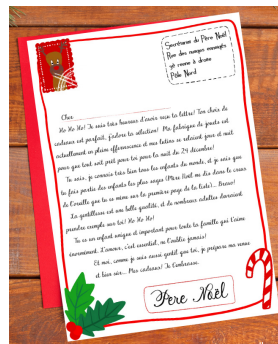 Secrétariat du Père Noël
Rue des nuages enneigés
3è renne à droite
Pôle Nord
Cher
Ho Ho Ho! Je suis très heureux d'avoir reçu ta lettre! Ton choix de
cadeaux est parfait, j'adore ta sélection! Ma fabrique de jouets est
actuellement en pleine effervescence et mes lutins se relaient jour et nuit
pour que tout soit prêt pour toi pour la nuit du 24 décembre!
Tu sais, je connais très bien tous les enfants du monde, et je sais que
tu fais partie des enfants les plus sages (Mère Noël me dit dans le creux
de l'oreille que tu es même sur la première page de la liste)... Bravo!
La gentillesse est une belle qualité, et de nombreux adultes devraient
prendre exemple sur toi! Ho Ho Ho!
Tu es un enfant unique et important pour toute ta famille qui t'aime
énormément. L'amour, c'est essentiel, ne l'oublie jamais!
Et moi, comme je suis aussi gentil que toi, je prépare ma venue
et bien sûr... Mes cadeaux! Je t'embrasse.
Père Noël